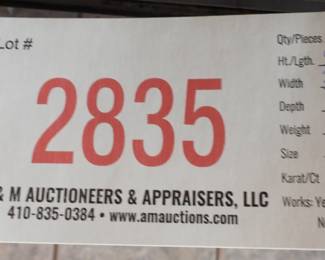 Lot #
2835
& M AUCTIONEERS & APPRAISERS, LLC
410-835-0384 • www.amauctions.com
Qty/Pieces
Ht./Lgth.
Width
Depth
Weight
Size
Karat/Ct
Works: Ye
N